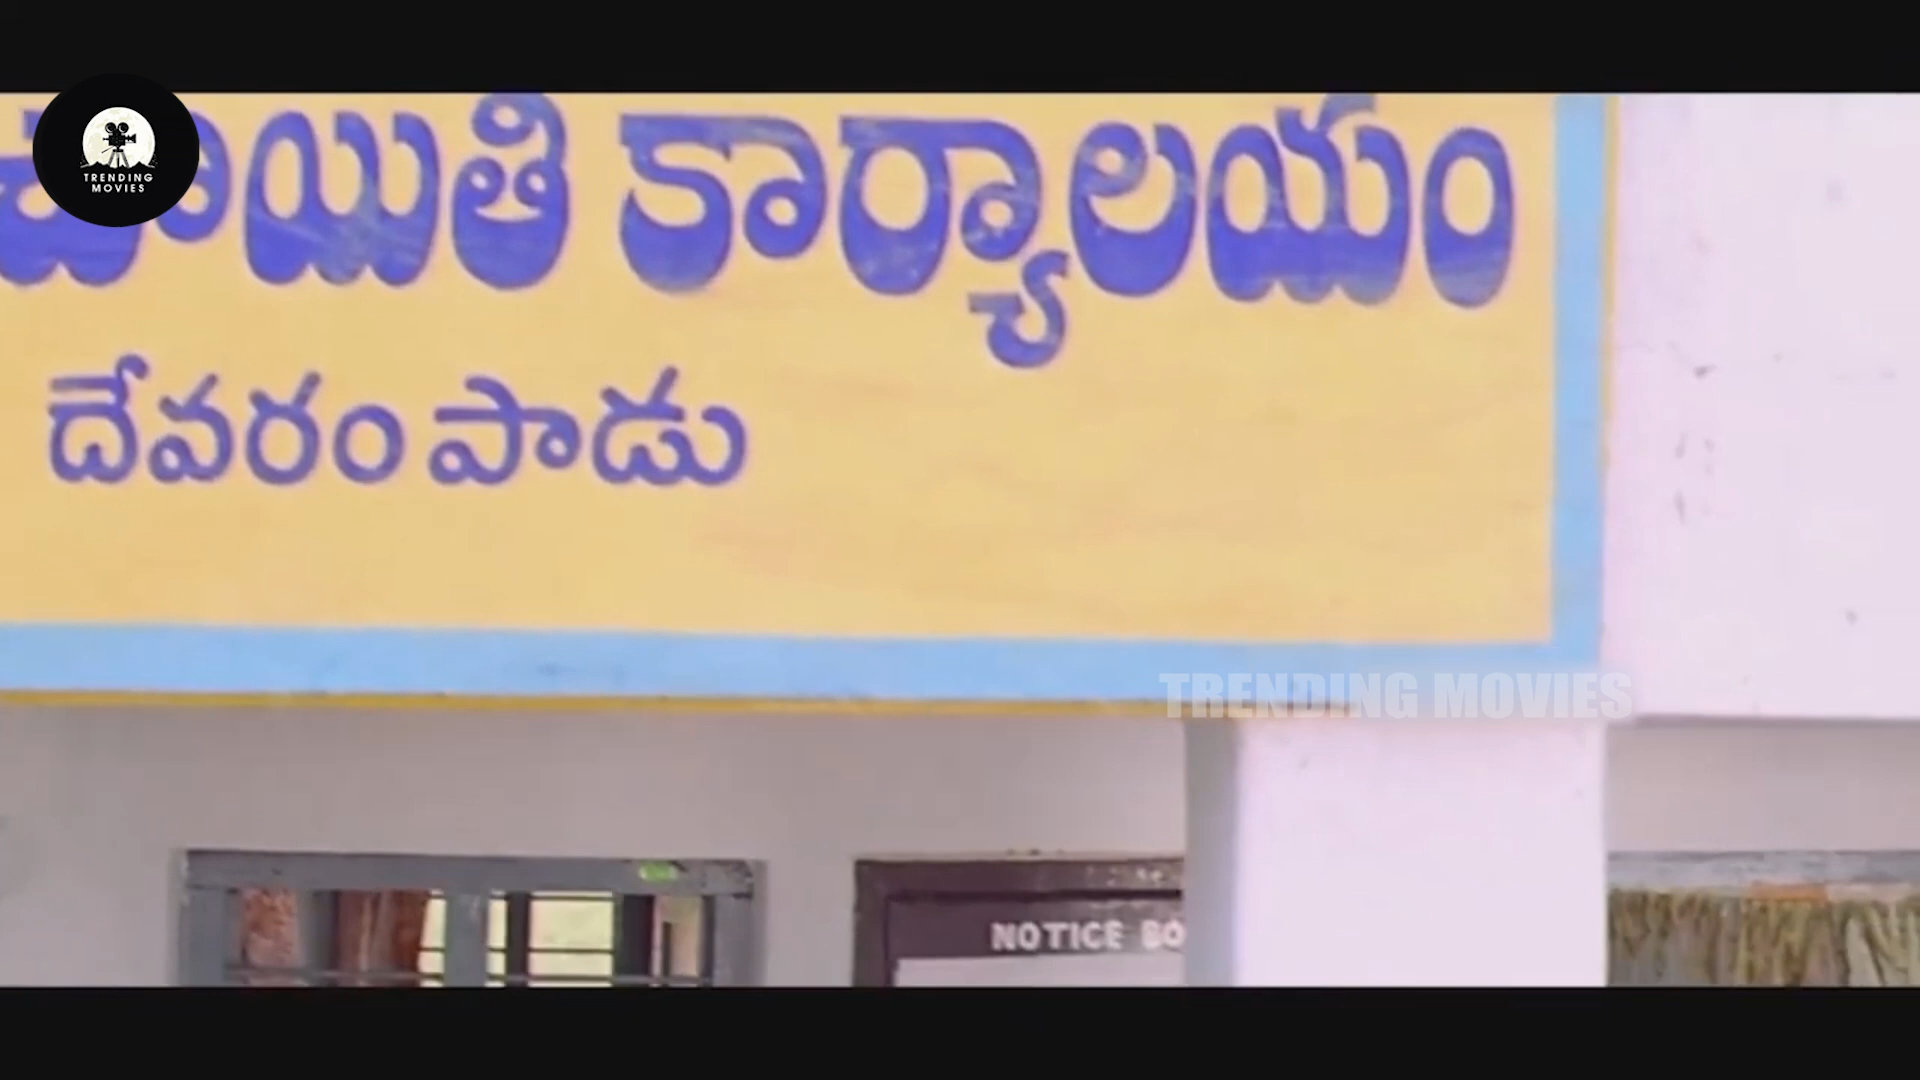 TRENDING
MOVIES
చాయితి కార్యాలయం
దేవరంపాడు
TRENDING MOVIES
NOTICE BO